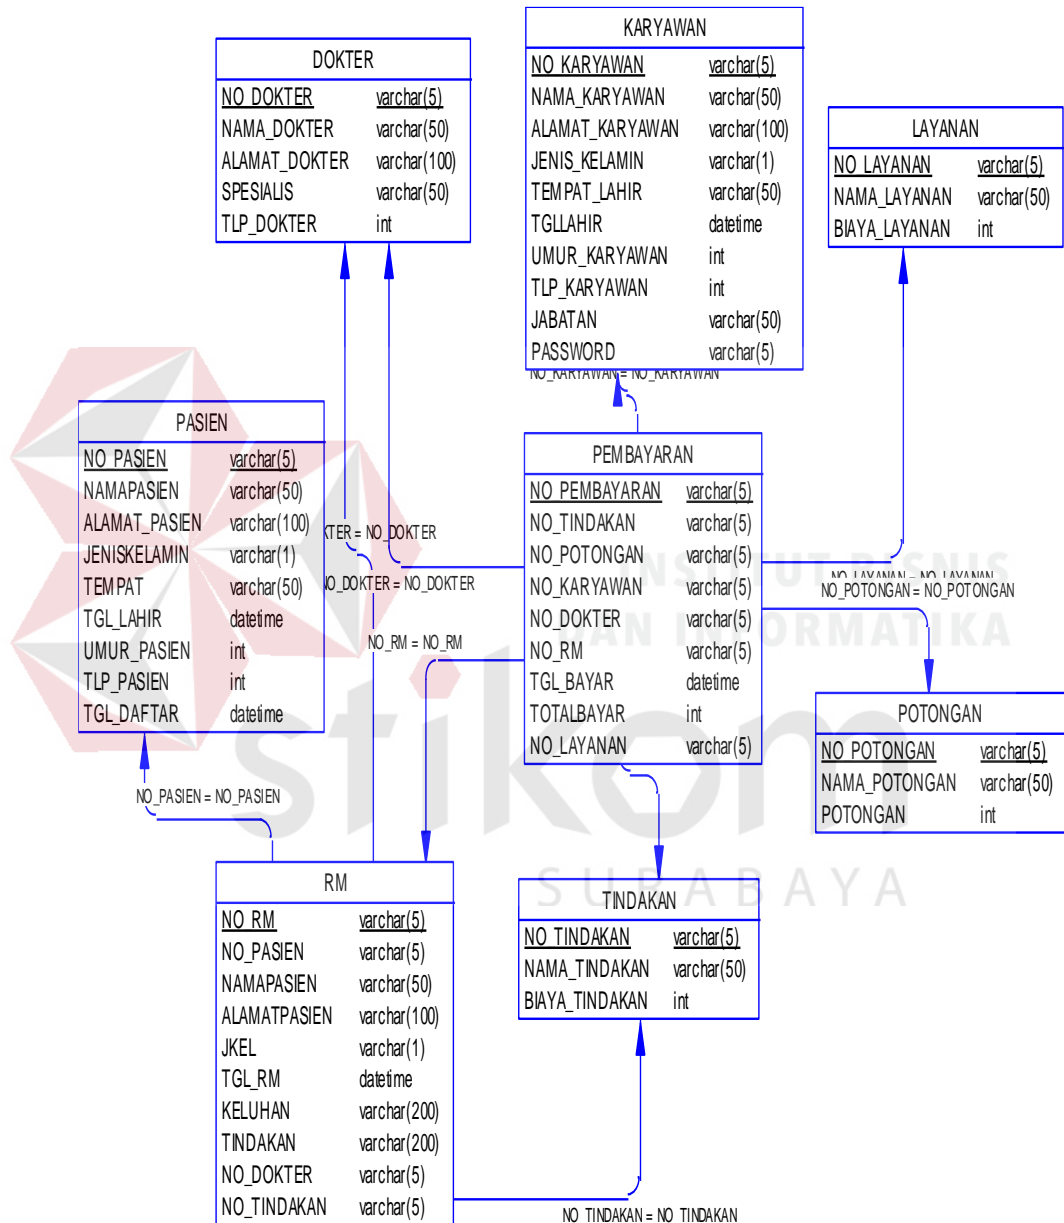 DOKTER
NO_DOKTER varchar(5)
NAMA_DOKTER varchar(50)
ALAMAT_DOKTER varchar(100)
SPESIALIS varchar(50)
TLP_DOKTER int
KARYAWAN
NO_KARYAWAN varchar(5)
NAMA_KARYAWAN varchar(50)
ALAMAT_KARYAWAN varchar(100)
JENIS_KELAMIN varchar(1)
TEMPAT_LAHIR varchar(50)
TGLLAHIR datetime
UMUR_KARYAWAN int
TLP_KARYAWAN int
JABATAN varchar(50)
PASSWORD varchar(5)
NO_KARYAWAN = NO_KARYAWAN
LAYANAN
NO_LAYANAN varchar(5)
NAMA_LAYANAN varchar(50)
BIAYA_LAYANAN int
PASIEN
NO_PASIEN varchar(5)
NAMAPASIEN varchar(50)
ALAMAT_PASIEN varchar(100)
JENISKELAMIN varchar(1)
TEMPAT varchar(50)
TGL_LAHIR datetime
UMUR_PASIEN int
TLP_PASIEN int
TGL_DAFTAR datetime
KTER = NO_DOKTER
NO_DOKTER = NO_DOKTER
NO_RM = NO_RM
PEMBAYARAN
NO_PEMBAYARAN varchar(5)
NO_TINDAKAN varchar(5)
NO_POTONGAN varchar(5)
NO_KARYAWAN varchar(5)
NO_DOKTER varchar(5)
NO_RM varchar(5)
TGL_BAYAR datetime
TOTALBAYAR int
NO_LAYANAN varchar(5)
INSTITUT BISNIS
DAN INFORMATIKA
NO_LAYANAN = NO_LAYANAN
NO_POTONGAN = NO_POTONGAN
POTONGAN
NO_POTONGAN varchar(5)
NAMA_POTONGAN varchar(50)
POTONGAN int
stikom
SURABAYA
NO_PASIEN = NO_PASIEN
RM
NO_RM varchar(5)
NO_PASIEN varchar(5)
NAMAPASIEN varchar(50)
ALAMATPASIEN varchar(100)
JKEL varchar(1)
TGL_RM datetime
KELUHAN varchar(200)
TINDAKAN varchar(200)
NO_DOKTER varchar(5)
NO_TINDAKAN varchar(5)
TINDAKAN
NO_TINDAKAN varchar(5)
NAMA_TINDAKAN varchar(50)
BIAYA_TINDAKAN int
NO_TINDAKAN = NO_TINDAKAN